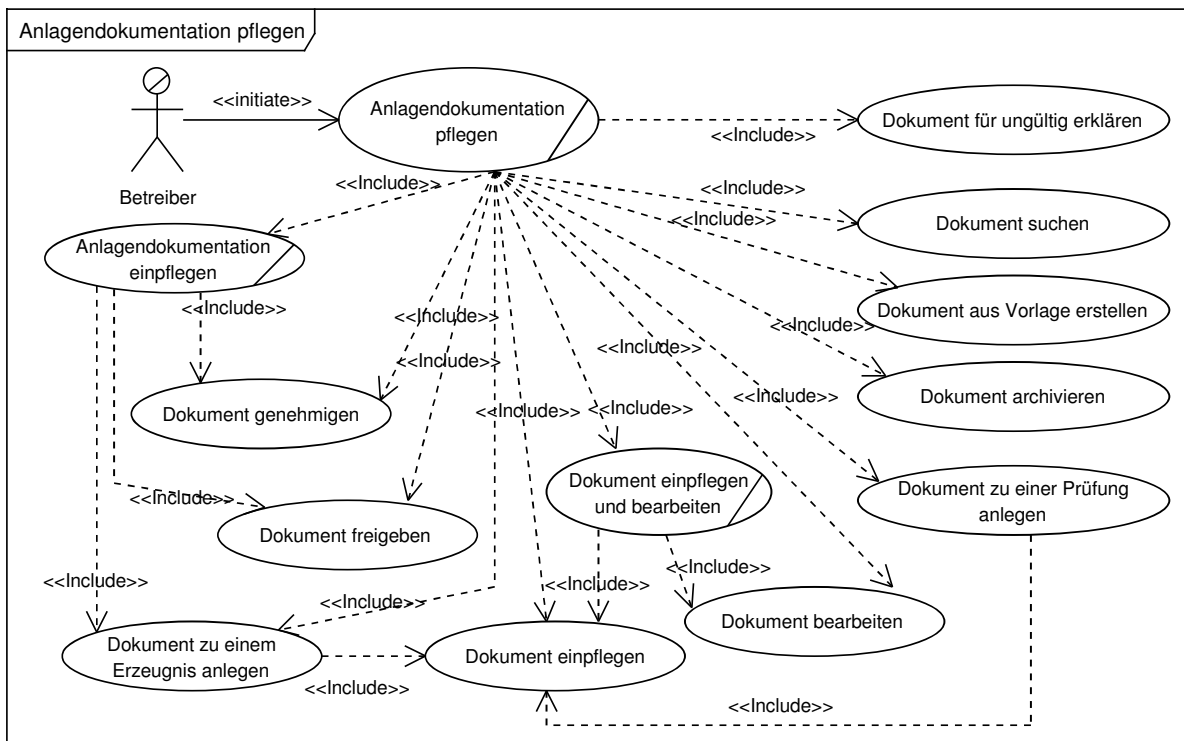 Anlagendokumentation pflegen
<<initiate>>
Anlagendokumentation
pflegen
<<Include>>
Dokument für ungültig erklären
Betreiber
<<Include>>
<<Include>>
<<Include>>
Dokument suchen
Anlagendokumentation
einpflegen
<<Include>>
Dokument aus Vorlage erstellen
<<Include>>
<<Include>>
<<Include>>
<<Include>>
<<Include>>
Dokument genehmigen
Dokument archivieren
<<Include>>
<<Include>>
<<Include>>
Dokument einpflegen
und bearbeiten
Dokument zu einer Prüfung
anlegen
<<Include>>
Dokument freigeben
<<Include>>
<<Include>>
<<Include>>
<<Include>>
Dokument bearbeiten
Dokument zu einem
Erzeugnis anlegen
Dokument einpflegen
<<Include>>
<<Include>>